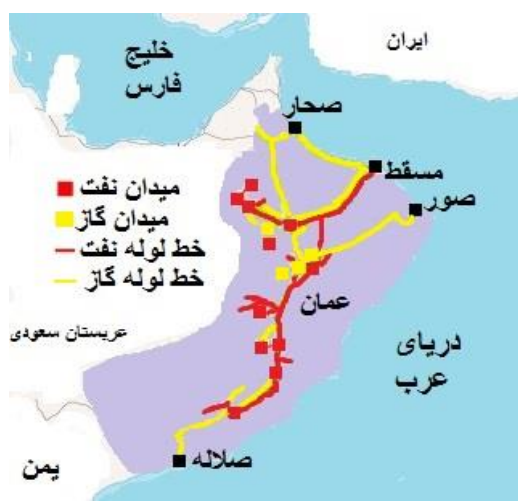 ایران
خلیج
فارس
صحار
مسقط
صور
میدان نفت
میدان گاز
خط لوله نفت
خط لوله گاز
عمان
عربستان سعودی
دریای
عرب
صلاله
یمن